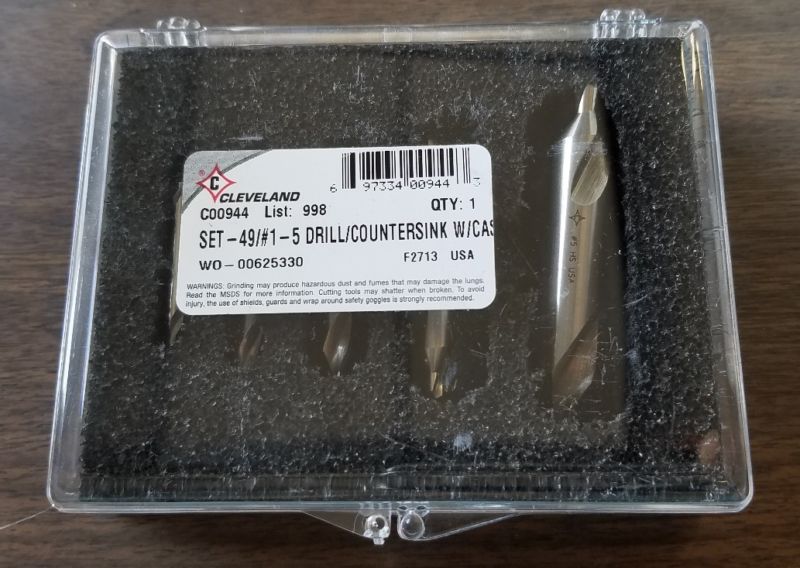 C
CLEVELAND
6 97334 00944 3
C00944 List: 998 QTY: 1
SET-49/#1-5 DRILL/COUNTERSINK W/CAS
WO-00625330 F2713 USA
WARNINGS: Grinding may produce hazardous dust and fumes that may damage the lungs.
Read the MSDS for more information. Cutting tools may shatter when broken. To avoid
injury, the use of shields, guards and wrap around safety goggles is strongly recommended.
#5 HS USA